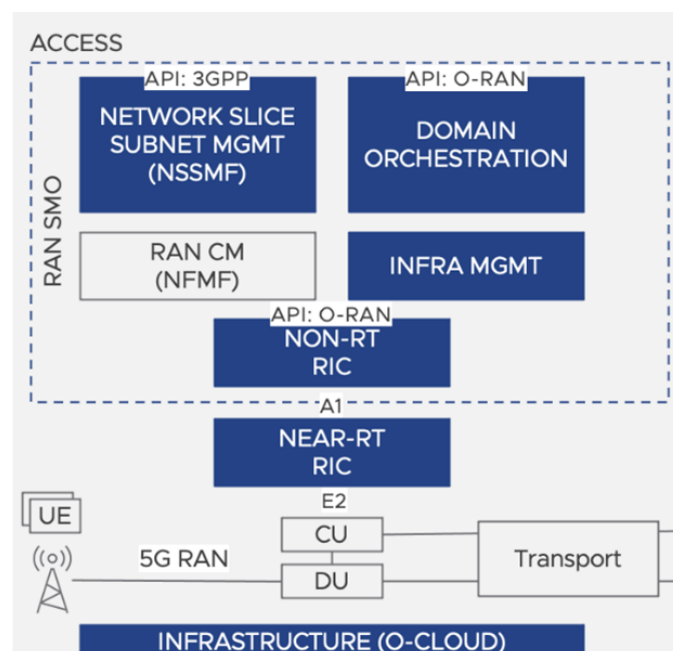 ACCESS
RAN SMO
API: 3GPP
NETWORK SLICE
SUBNET MGMT
(NSSMF)
API: O-RAN
DOMAIN
ORCHESTRATION
RAN CM
(NFMF)
INFRA MGMT
API: O-RAN
NON-RT
RIC
A1
NEAR-RT
RIC
E2
UE
5G RAN
CU
DU
Transport
INFRASTRUCTURE (O-CLOUD)